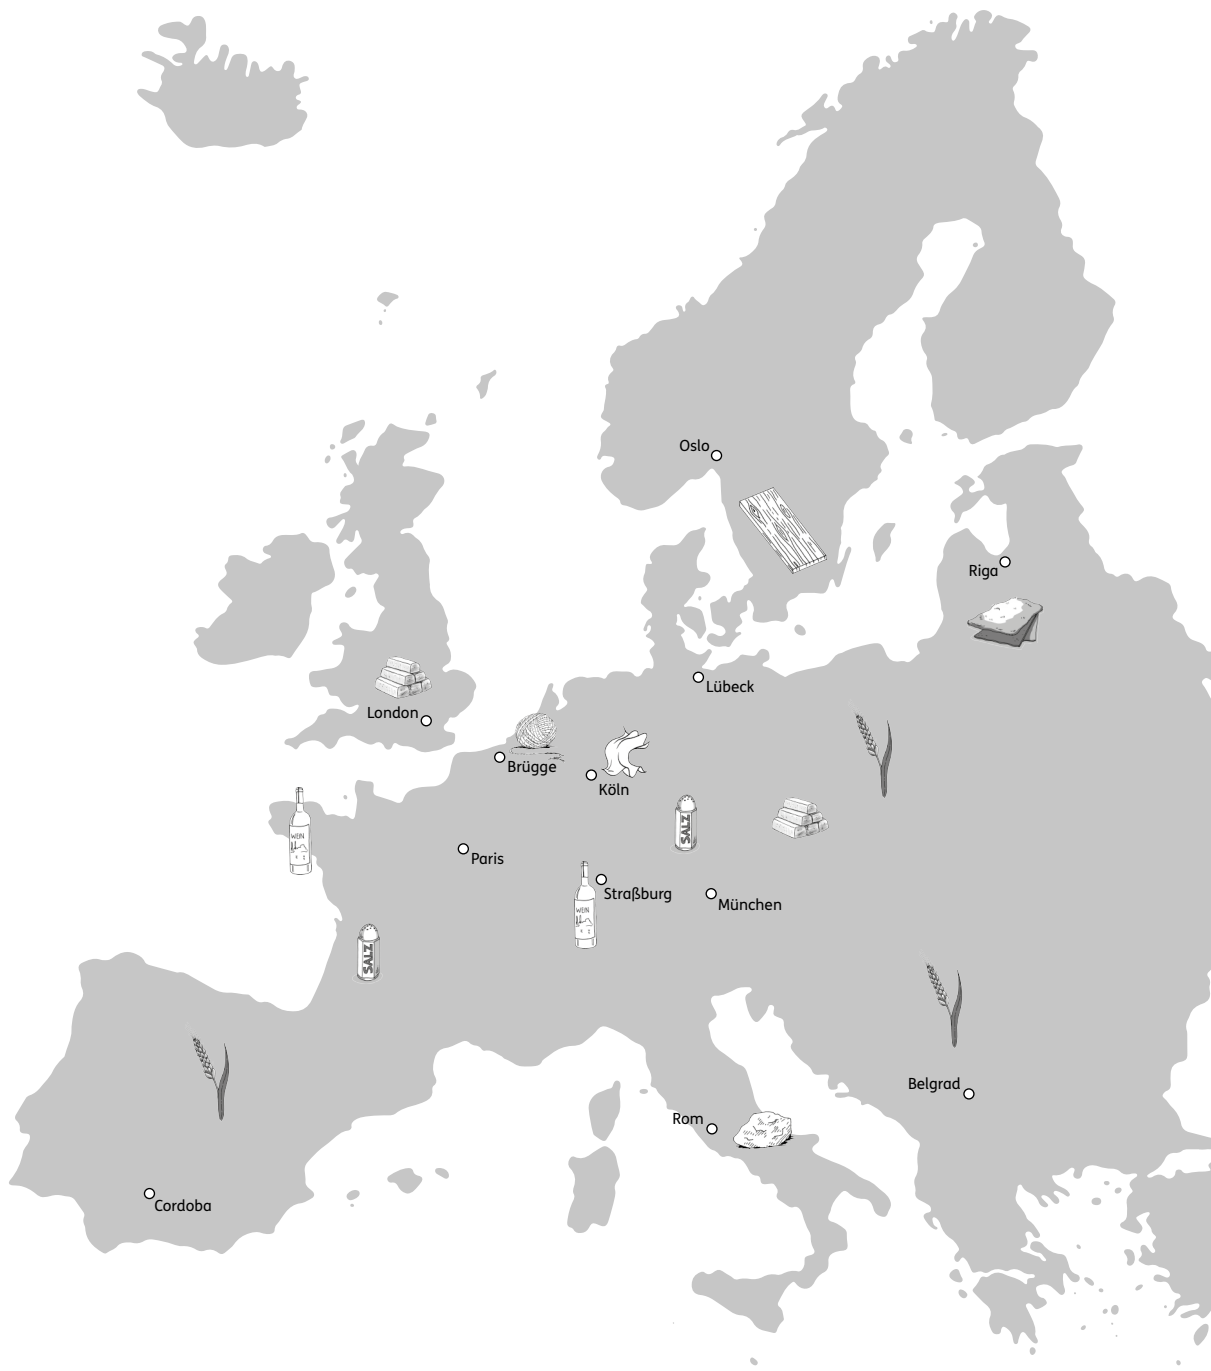 Oslo
Riga
Lübeck
London
Brügge
Köln
WEIN
SALZ
Paris
Straßburg
WEIN
München
SALZ
Belgrad
Rom
Cordoba